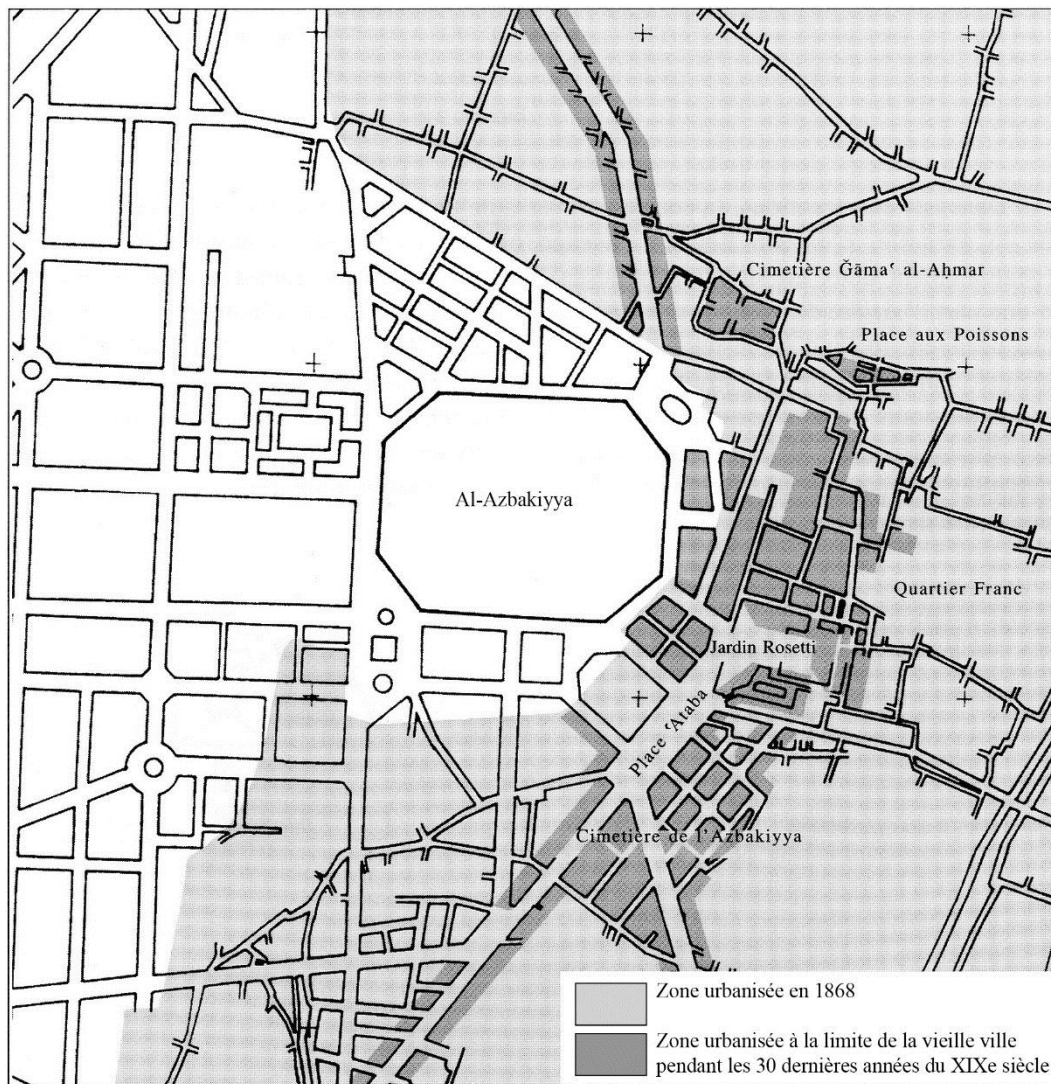 Cimetière Ǧāmaʿ al-Aḥmar
Place aux Poissons
Al-Azbakiyya
Quartier Franc
Jardin Rosetti
Place ʿAtaba
Cimetière de l'Azbakiyya
Zone urbanisée en 1868
Zone urbanisée à la limite de la vieille ville
pendant les 30 dernières années du XIXe siècle